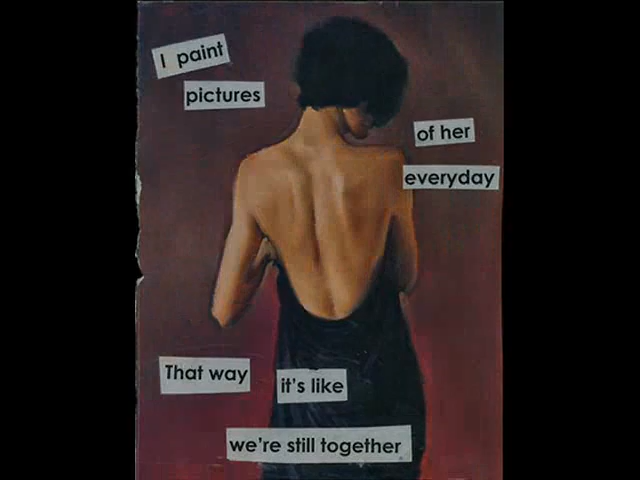 I paint
pictures
of her
everyday
That way
it's like
we're still together